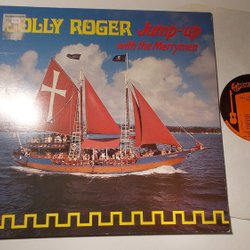 JOLLY ROGER Jump-up
with the Merrymen